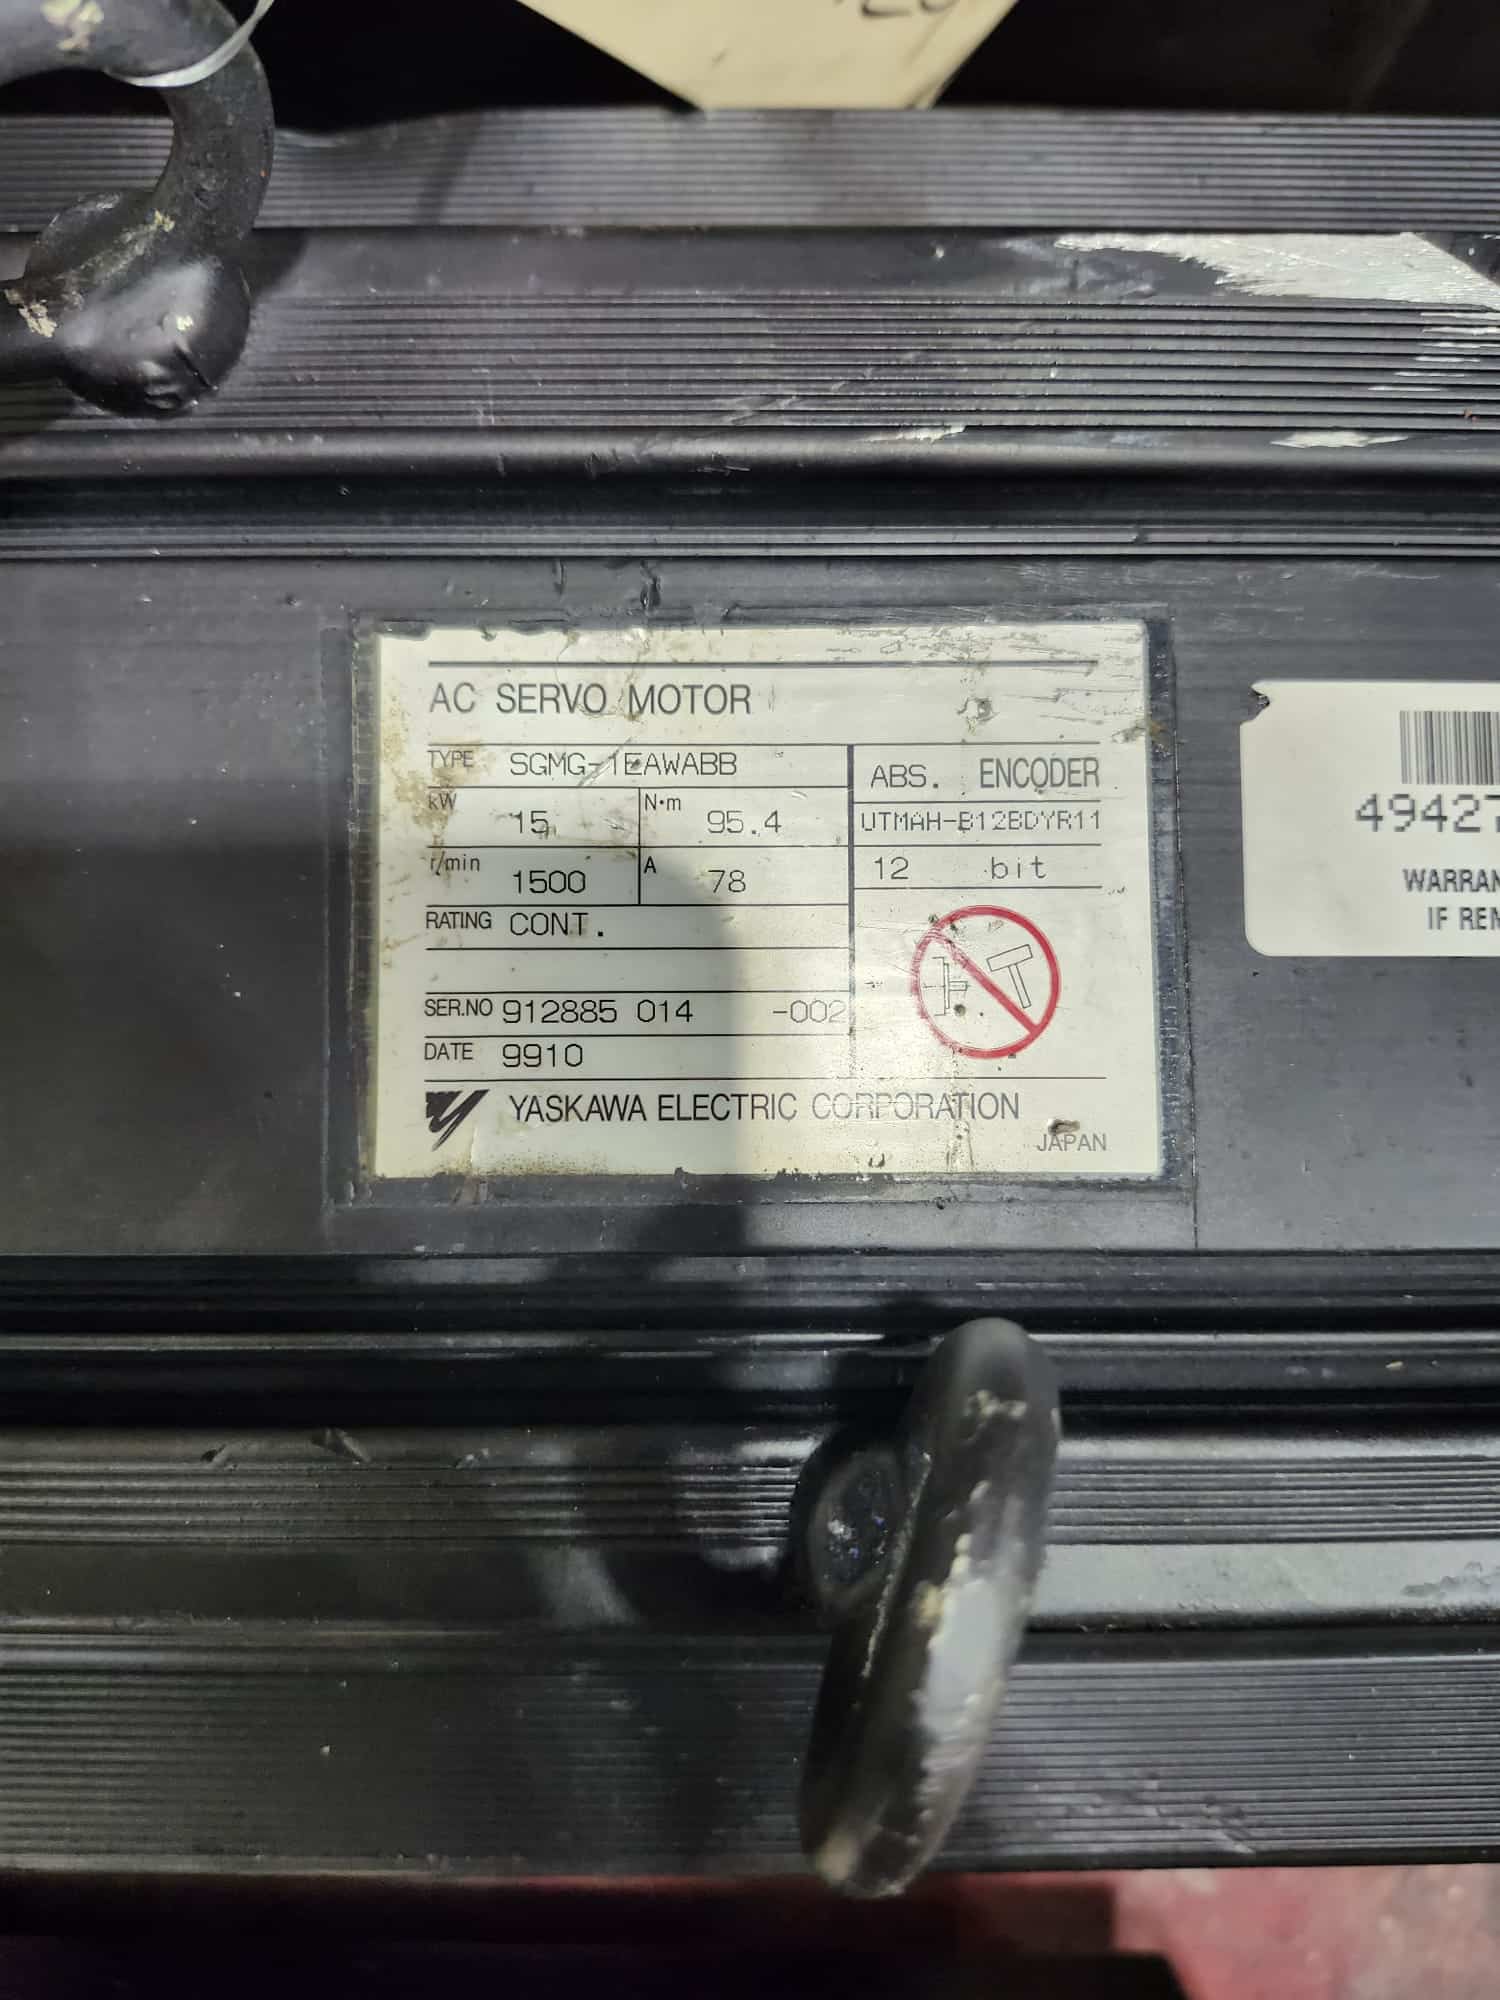 AC SERVO MOTOR
TYPE SGMG-1EAWABB
kW 15 N·m 95.4
r/min 1500 A 78
RATING CONT.
SER.NO 912885 014 -002
DATE 9910
ABS. ENCODER
UTMAH-B12BDYR11
12 bit
YASKAWA ELECTRIC CORPORATION
JAPAN
4942
WARRAN
IF REM